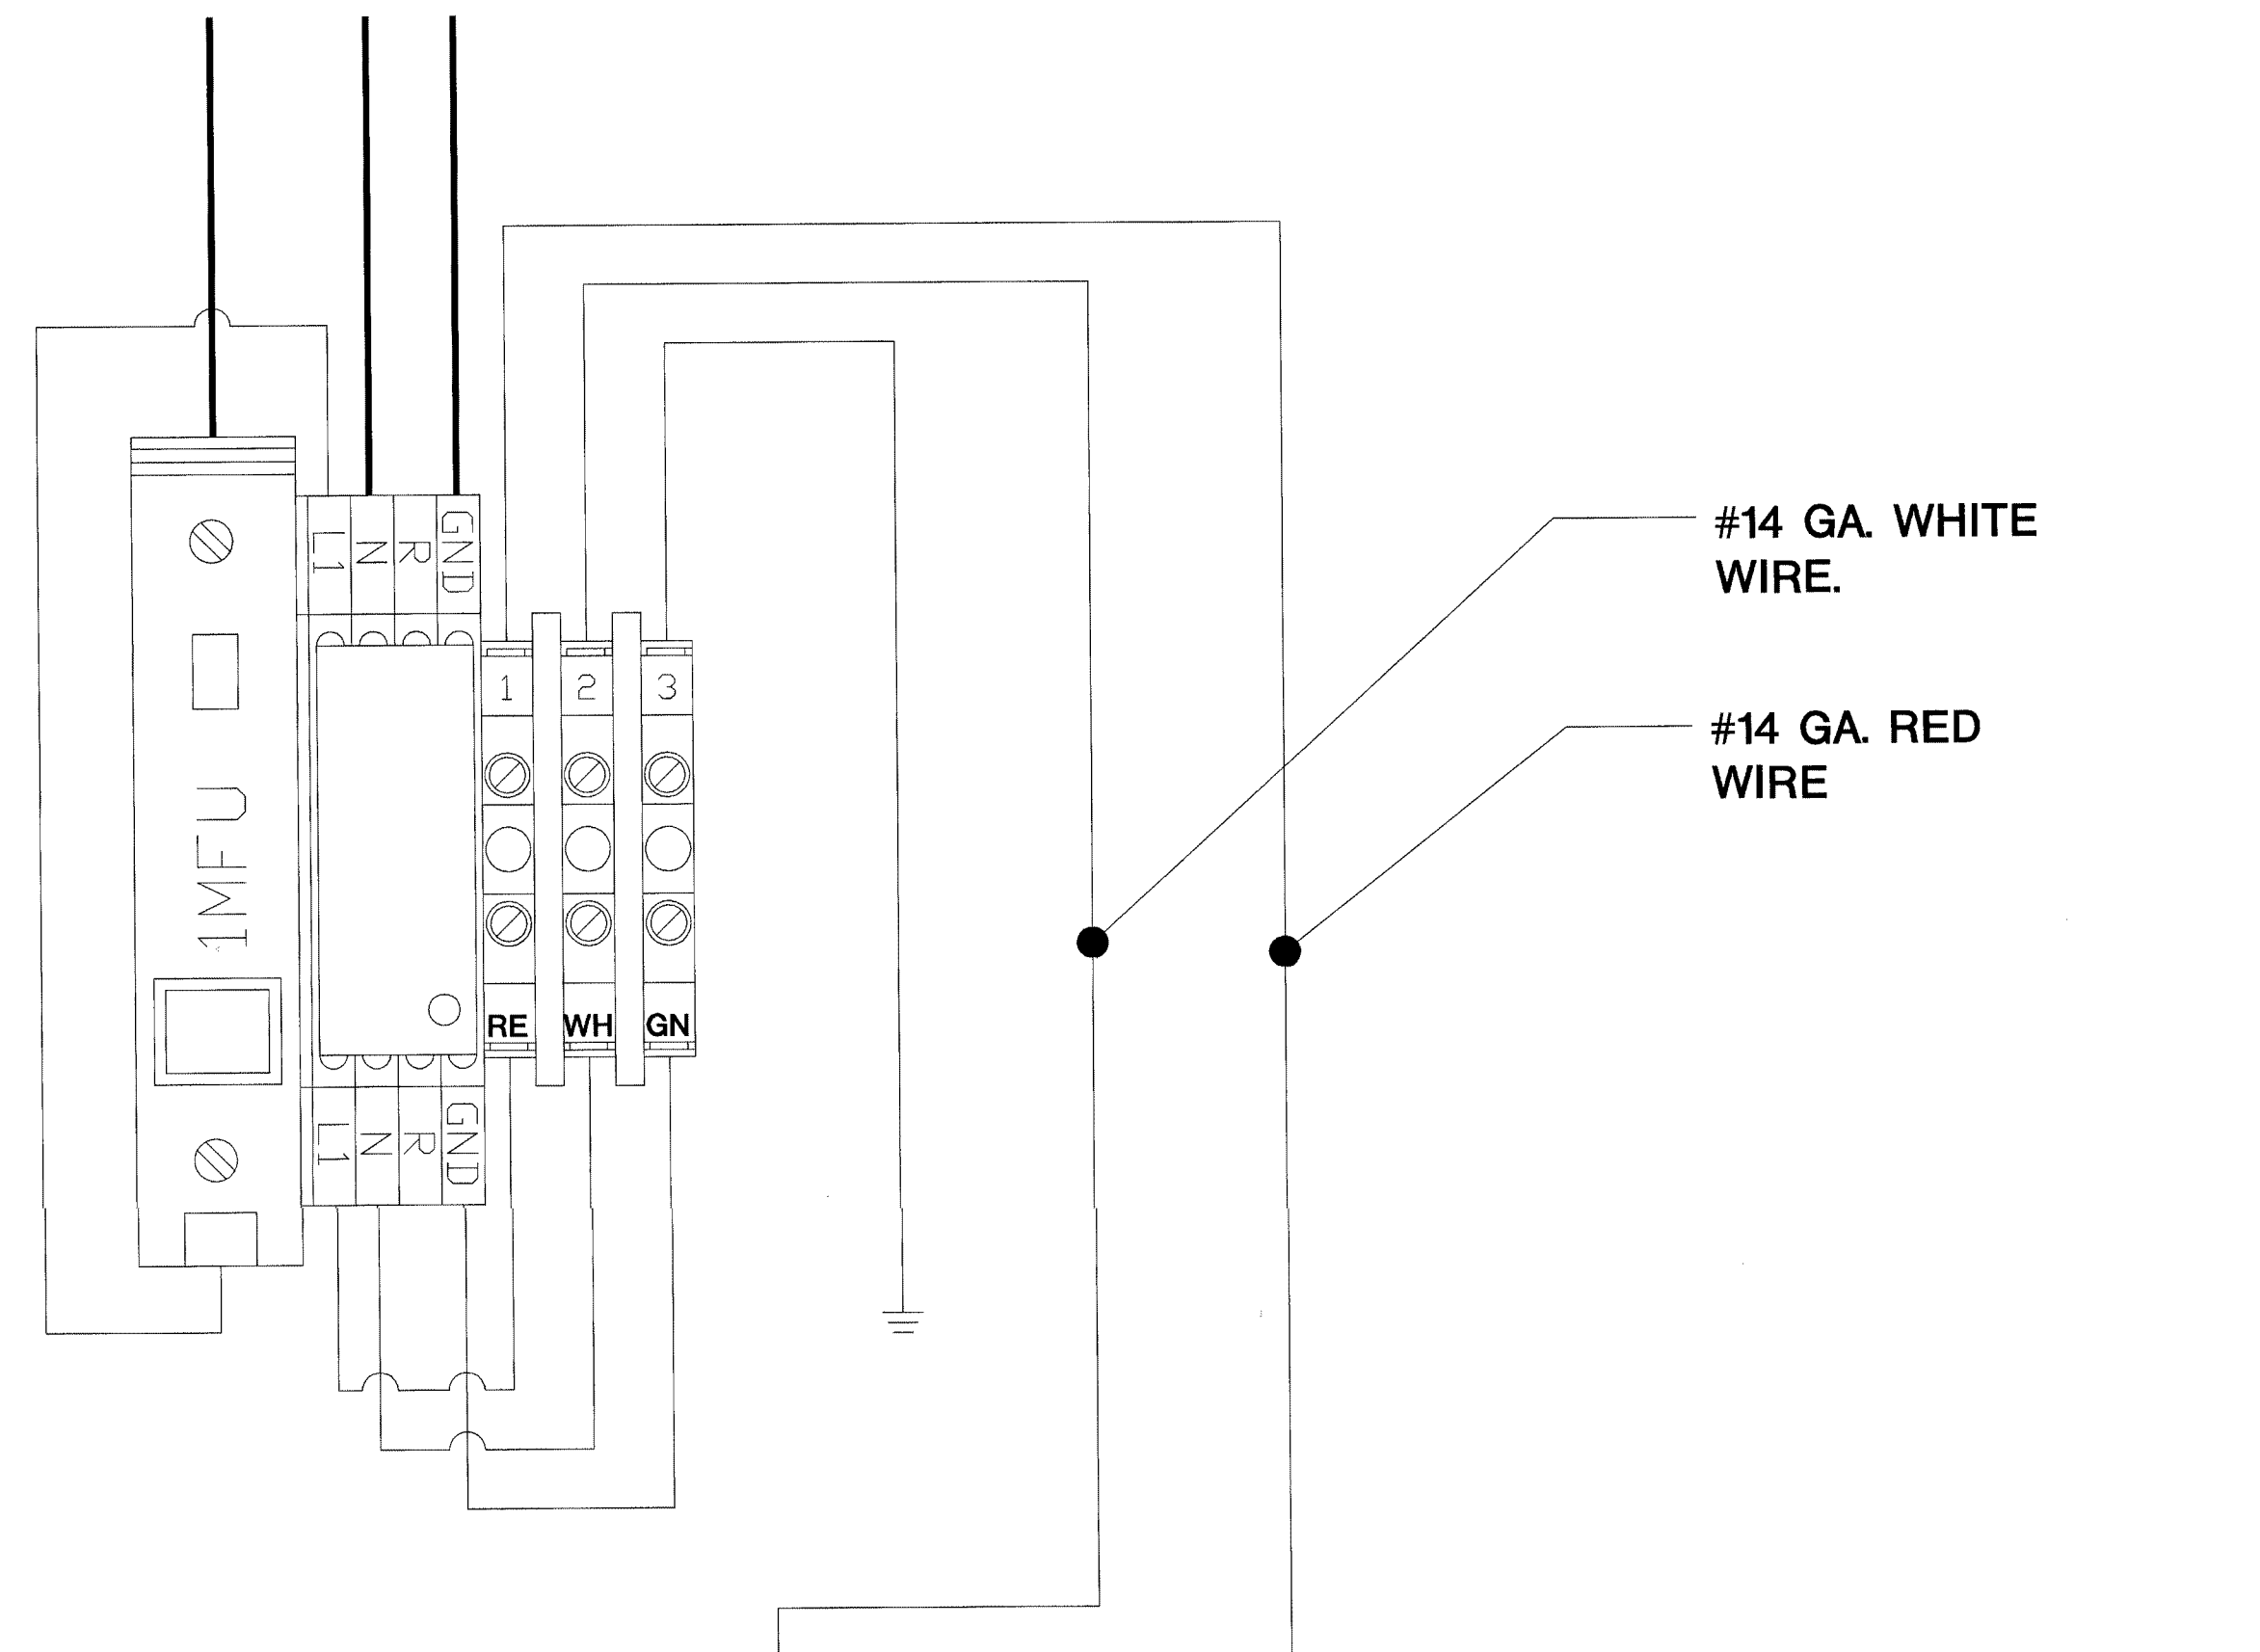 #14 GA. WHITE
WIRE.
#14 GA. RED
WIRE
L1 N R GND
1 2 3
1MFU
RE WH GN
L1 N R GND